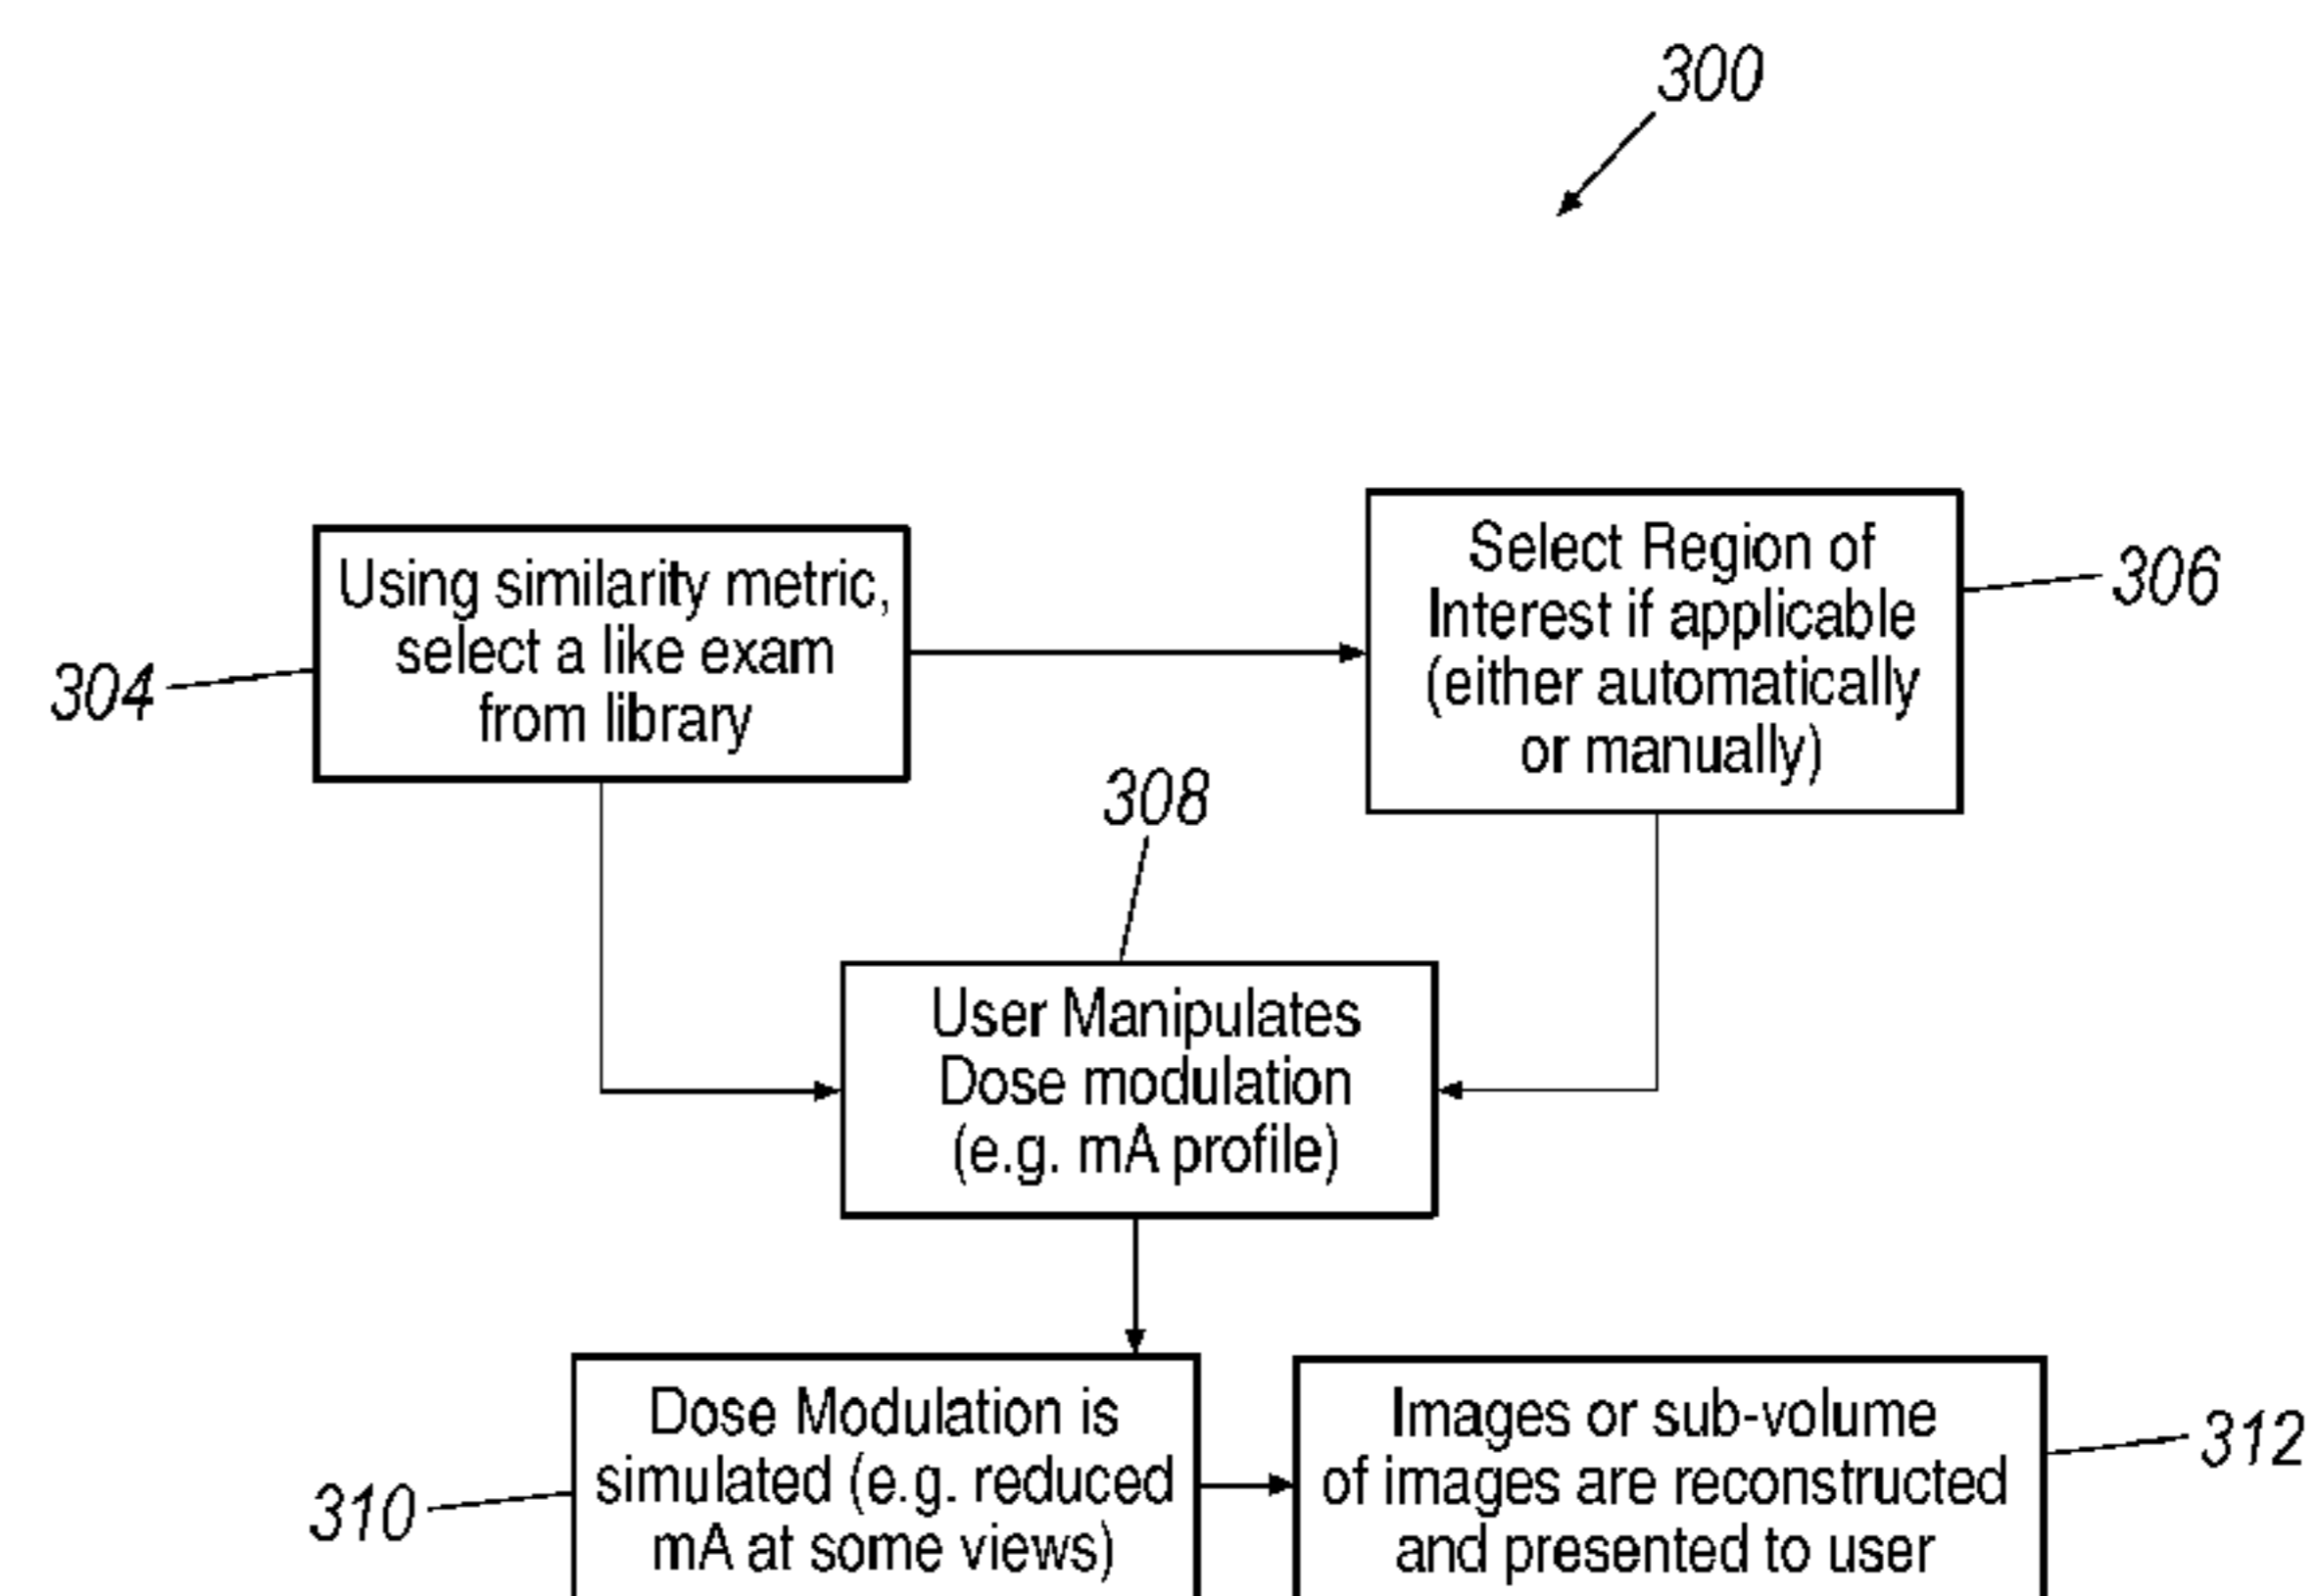 300
Using similarity metric,
select a like exam
from library
304
Select Region of
Interest if applicable
(either automatically
or manually)
306
308
User Manipulates
Dose modulation
(e.g. mA profile)
Dose Modulation is
simulated (e.g. reduced
mA at some views)
310
Images or sub-volume
of images are reconstructed
and presented to user
312